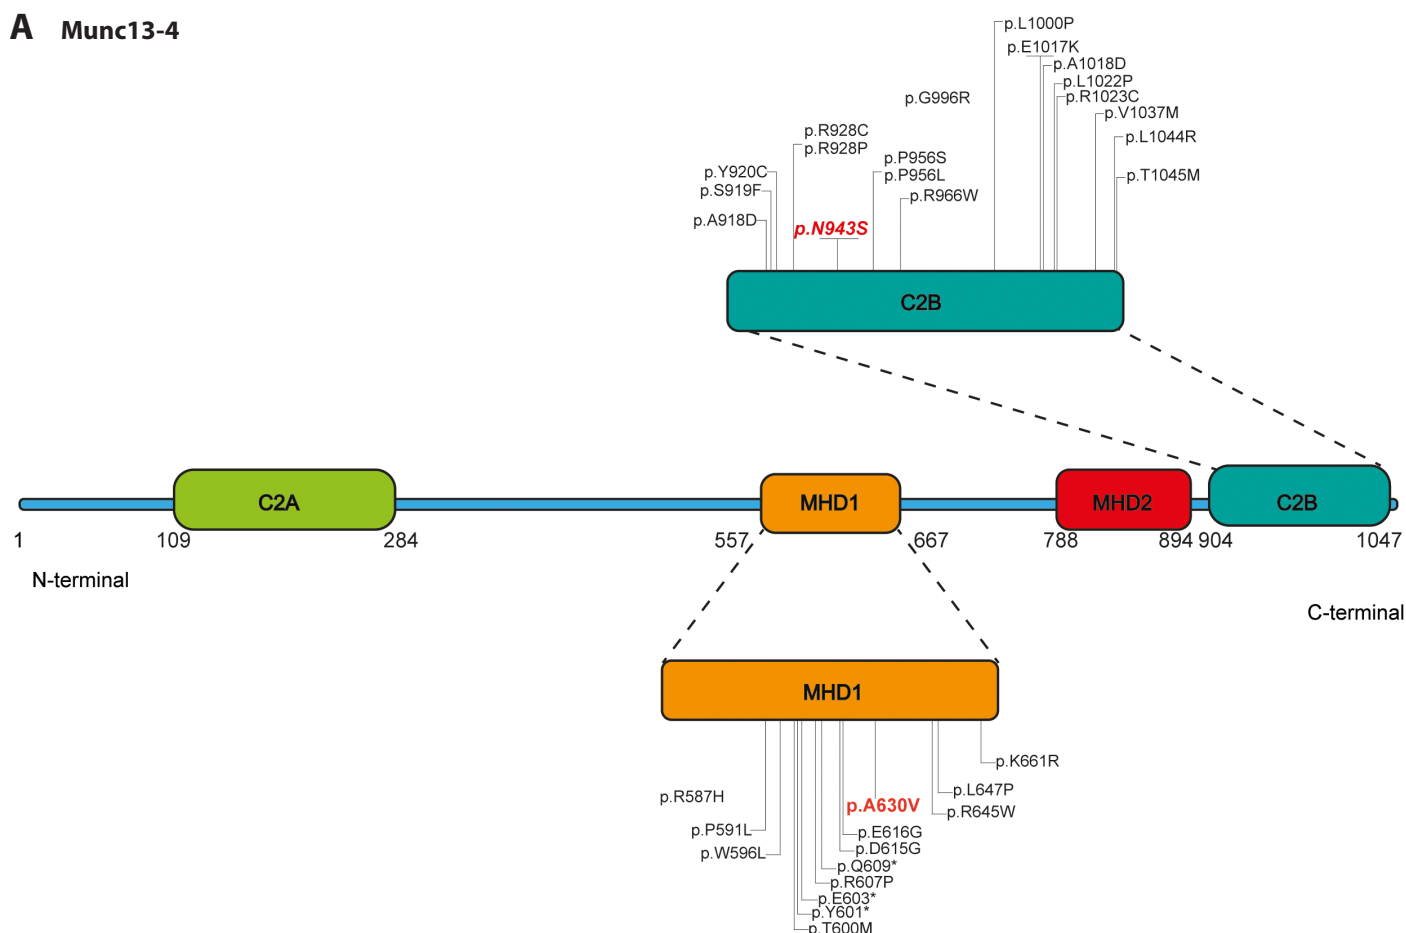 A Munc13-4
p.L1000P
p.E1017K
p.A1018D
p.L1022P
p.G996R
p.R1023C
p.V1037M
p.R928C
p.L1044R
p.R928P
p.P956S
p.Y920C
p.P956L
p.T1045M
p.S919F
p.R966W
p.A918D
p.N943S
C2B
C2A
MHD1
MHD2
C2B
1
109
284
557
667
788
894
904
1047
N-terminal
C-terminal
MHD1
p.K661R
p.L647P
p.R587H
p.A630V
p.R645W
p.P591L
p.E616G
p.W596L
p.D615G
p.Q609*
p.R607P
p.E603*
p.Y601*
p.T600M